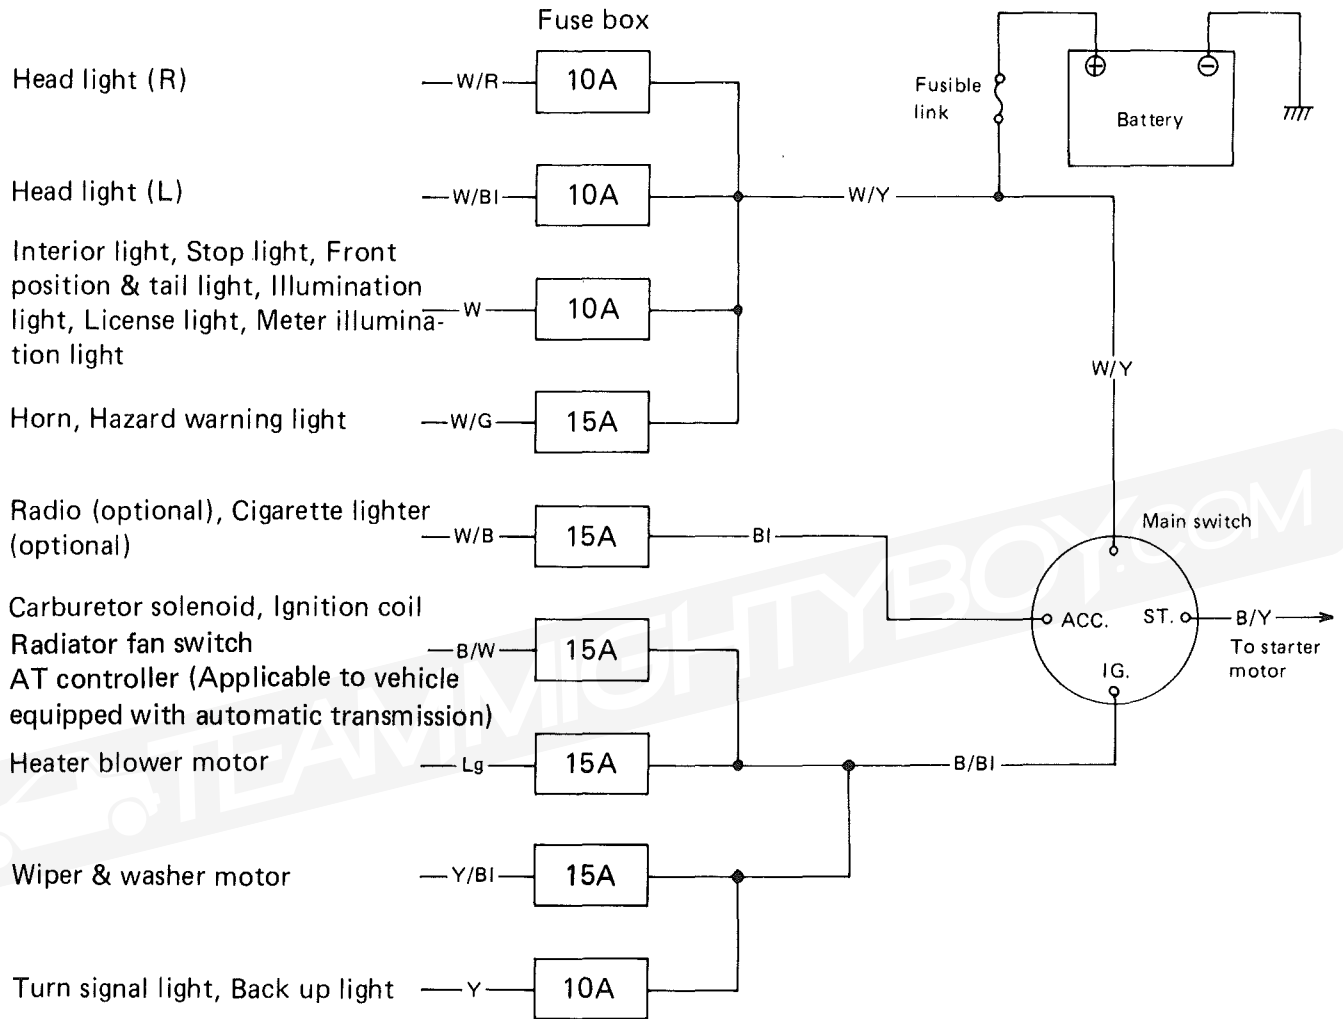 Fuse box
Head light (R)
W/R
10A
Fusible
link
Battery
Head light (L)
W/Bl
10A
W/Y
Interior light, Stop light, Front
position & tail light, Illumination
light, License light, Meter illumina-
tion light
W
10A
W/Y
Horn, Hazard warning light
W/G
15A
Radio (optional), Cigarette lighter
(optional)
W/B
15A
Bl
Main switch
ACC.
ST.
IG.
B/Y
To starter
motor
Carburetor solenoid, Ignition coil
Radiator fan switch
AT controller (Applicable to vehicle
equipped with automatic transmission)
B/W
15A
Heater blower motor
Lg
15A
B/Bl
Wiper & washer motor
Y/Bl
15A
Turn signal light, Back up light
Y
10A
TEAMMIGHTYBOY.COM